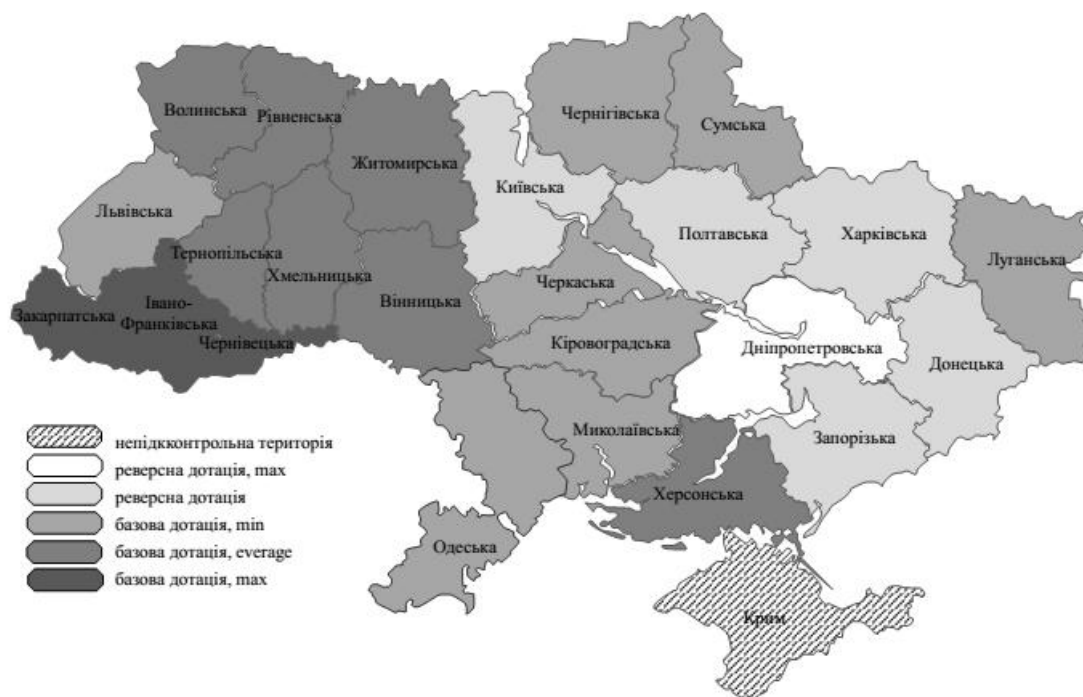 Волинська
Рівненська
Житомирська
Чернігівська
Сумська
Київська
Львівська
Тернопільська
Хмельницька
Вінницька
Черкаська
Полтавська
Харківська
Луганська
Закарпатська
Івано-
Франківська
Чернівецька
Кіровоградська
Дніпропетровська
Донецька
Миколаївська
Запорізька
Херсонська
Одеська
Крим
непідкконтрольна територія
реверсна дотація, max
реверсна дотація
базова дотація, min
базова дотація, everage
базова дотація, max